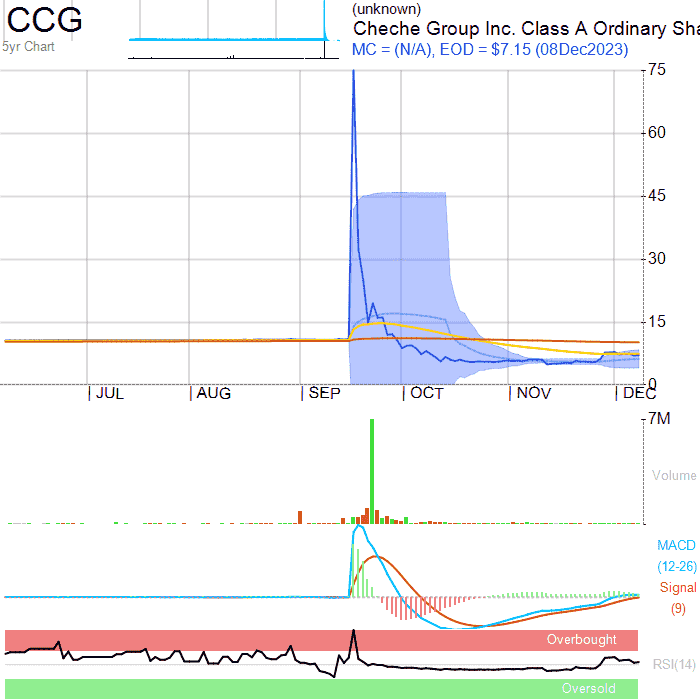 CCG
5yr Chart
(unknown)
Cheche Group Inc. Class A Ordinary Sha
MC = (N/A), EOD = $7.15 (08Dec2023)
75
60
45
30
15
0
JUL AUG SEP OCT NOV DEC
7M
Volume
MACD
(12-26)
Signal
(9)
Overbought
RSI(14)
Oversold